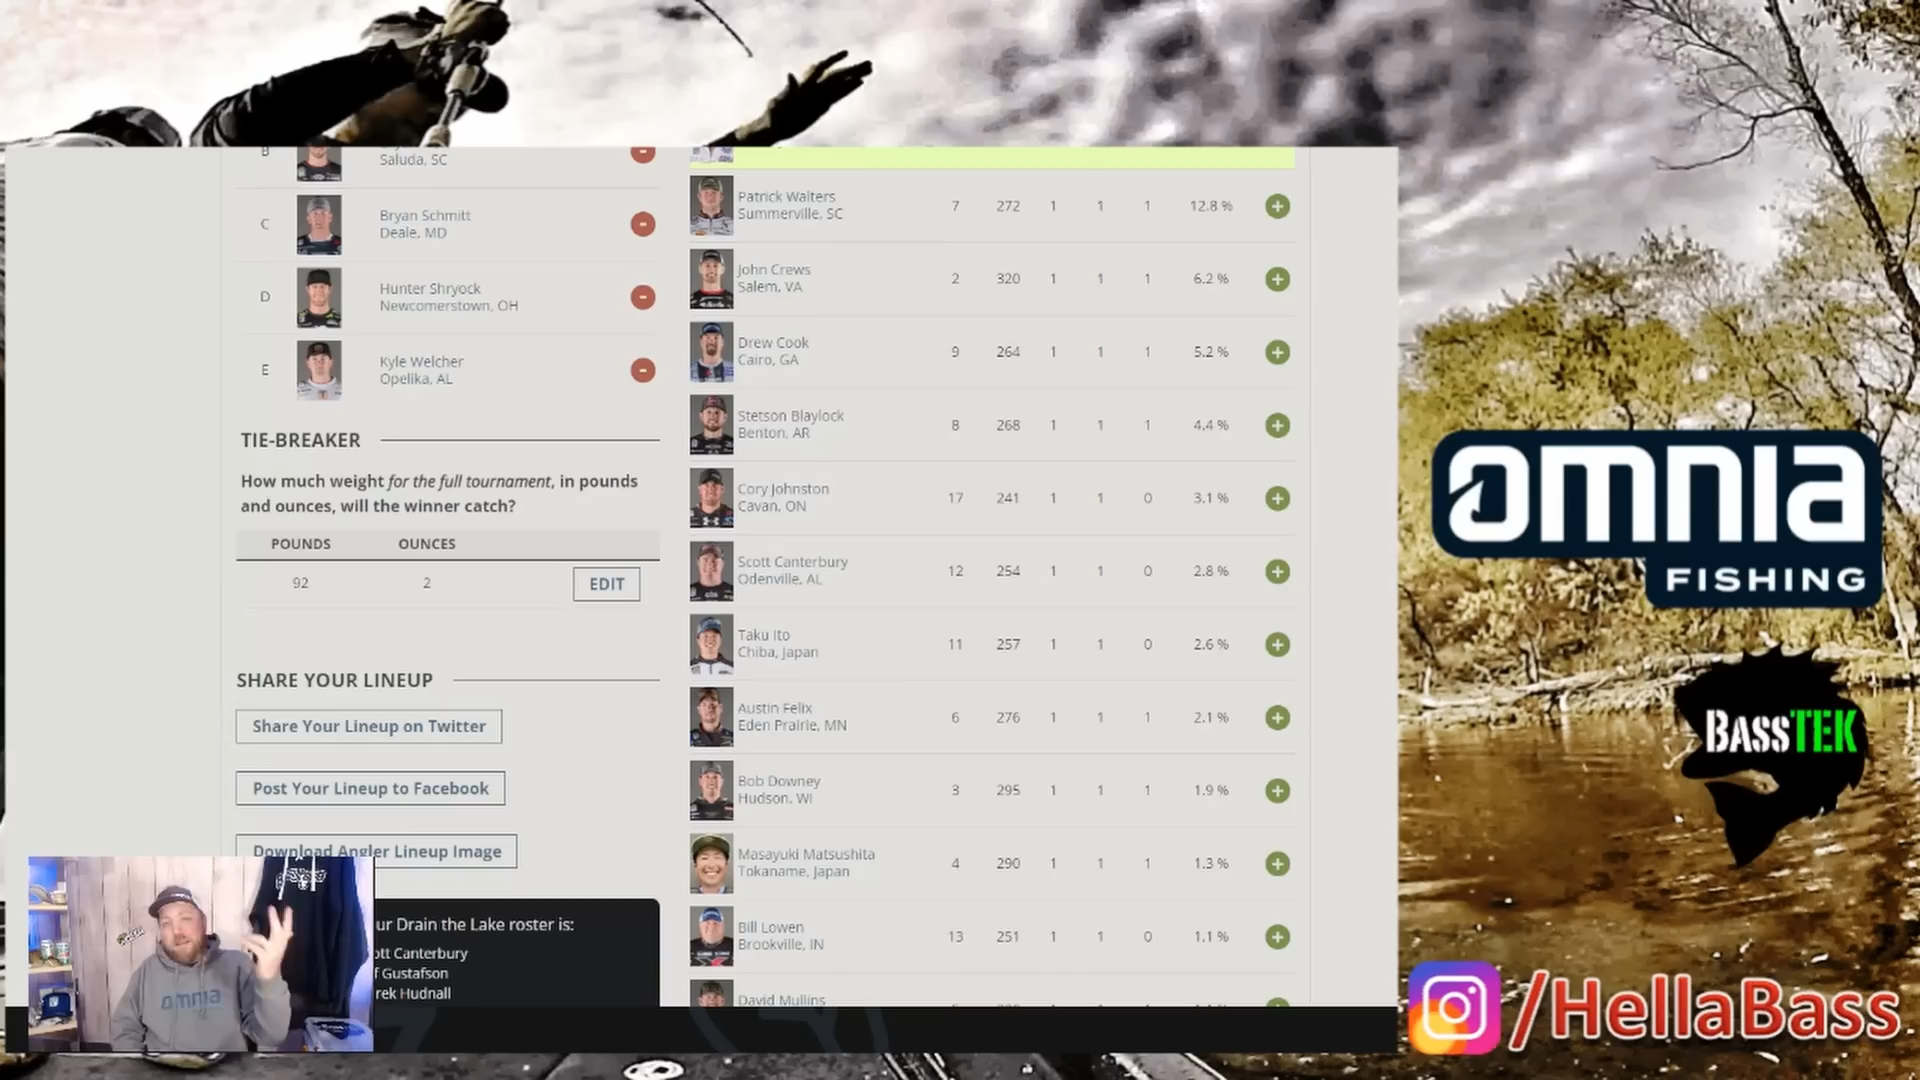 B
Saluda, SC
C
Bryan Schmitt
Deale, MD
D
Hunter Shryock
Newcomerstown, OH
E
Kyle Welcher
Opelika, AL
TIE-BREAKER
How much weight for the full tournament, in pounds
and ounces, will the winner catch?
POUNDS OUNCES
92 2 EDIT
SHARE YOUR LINEUP
Share Your Lineup on Twitter
Post Your Lineup to Facebook
Download Angler Lineup Image
ur Drain the Lake roster is:
ott Canterbury
f Gustafson
rek Hudnall
Patrick Walters
Summerville, SC
7 272 1 1 1 12.8 %
John Crews
Salem, VA
2 320 1 1 1 6.2 %
Drew Cook
Cairo, GA
9 264 1 1 1 5.2 %
Stetson Blaylock
Benton, AR
8 268 1 1 1 4.4 %
Cory Johnston
Cavan, ON
17 241 1 1 0 3.1 %
Scott Canterbury
Odenville, AL
12 254 1 1 0 2.8 %
Taku Ito
Chiba, Japan
11 257 1 1 0 2.6 %
Austin Felix
Eden Prairie, MN
6 276 1 1 1 2.1 %
Bob Downey
Hudson, WI
3 295 1 1 1 1.9 %
Masayuki Matsushita
Tokaname, Japan
4 290 1 1 1 1.3 %
Bill Lowen
Brookville, IN
13 251 1 1 0 1.1 %
David Mullins
omnia
omnia
FISHING
BASSTEK
/HellaBass